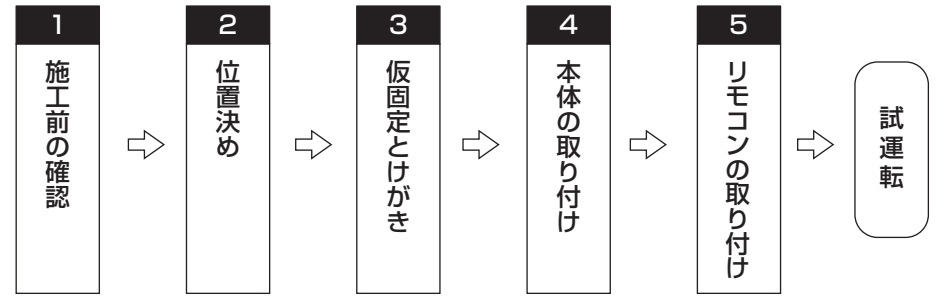 1
施工前の確認
2
位置決め
3
仮固定とけがき
4
本体の取り付け
5
リモコンの取り付け
試運転